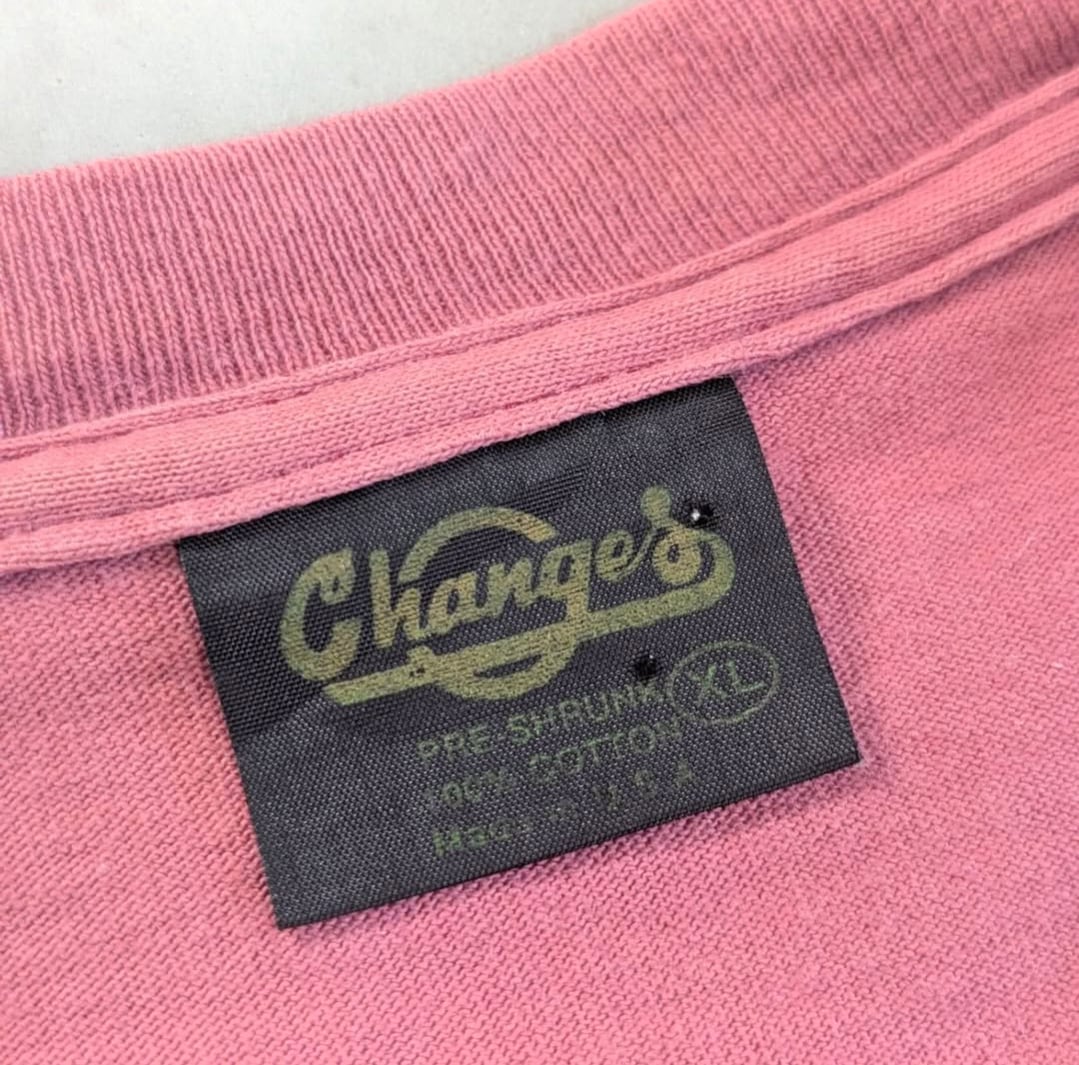 Changes
PRE-SHRUNK XL
100% COTTON
Made in U.S.A